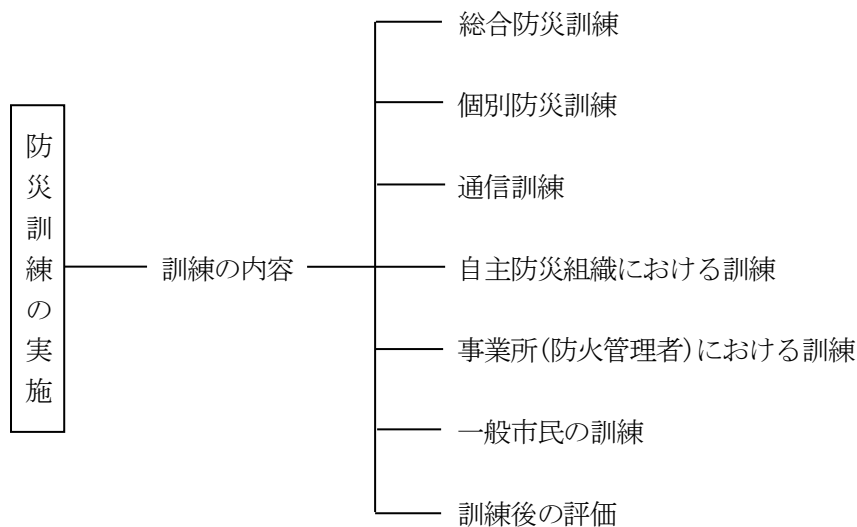 防災訓練の実施
訓練の内容
総合防災訓練
個別防災訓練
通信訓練
自主防災組織における訓練
事業所(防火管理者)における訓練
一般市民の訓練
訓練後の評価